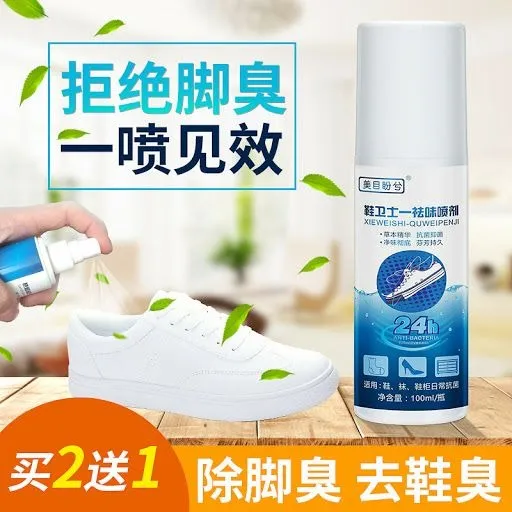 拒绝脚臭
一喷见效
美目盼兮®
鞋卫士一祛味喷剂
XIEWEISHI-QUWEIPENJI
·草本精华 抗菌抑菌
·净味彻底 芬芳持久
24h
ANTI-BACTERIA
适用:鞋、袜、鞋柜日常抗菌
净含量:100ml/瓶
买2送1
除脚臭 去鞋臭